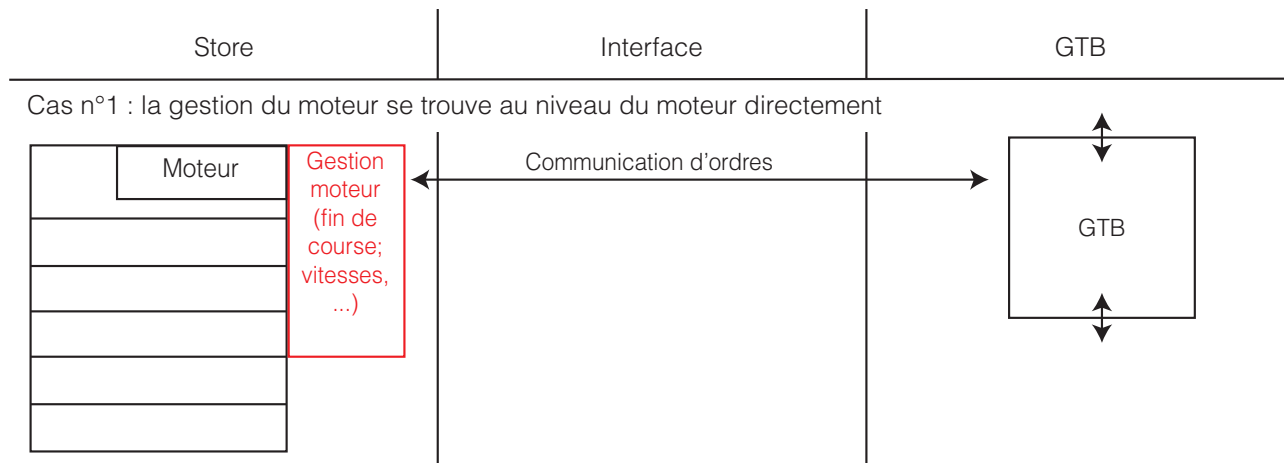 Store
Interface
GTB
Cas n°1 : la gestion du moteur se trouve au niveau du moteur directement
Moteur
Gestion
moteur
(fin de
course;
vitesses,
...)
Communication d'ordres
GTB